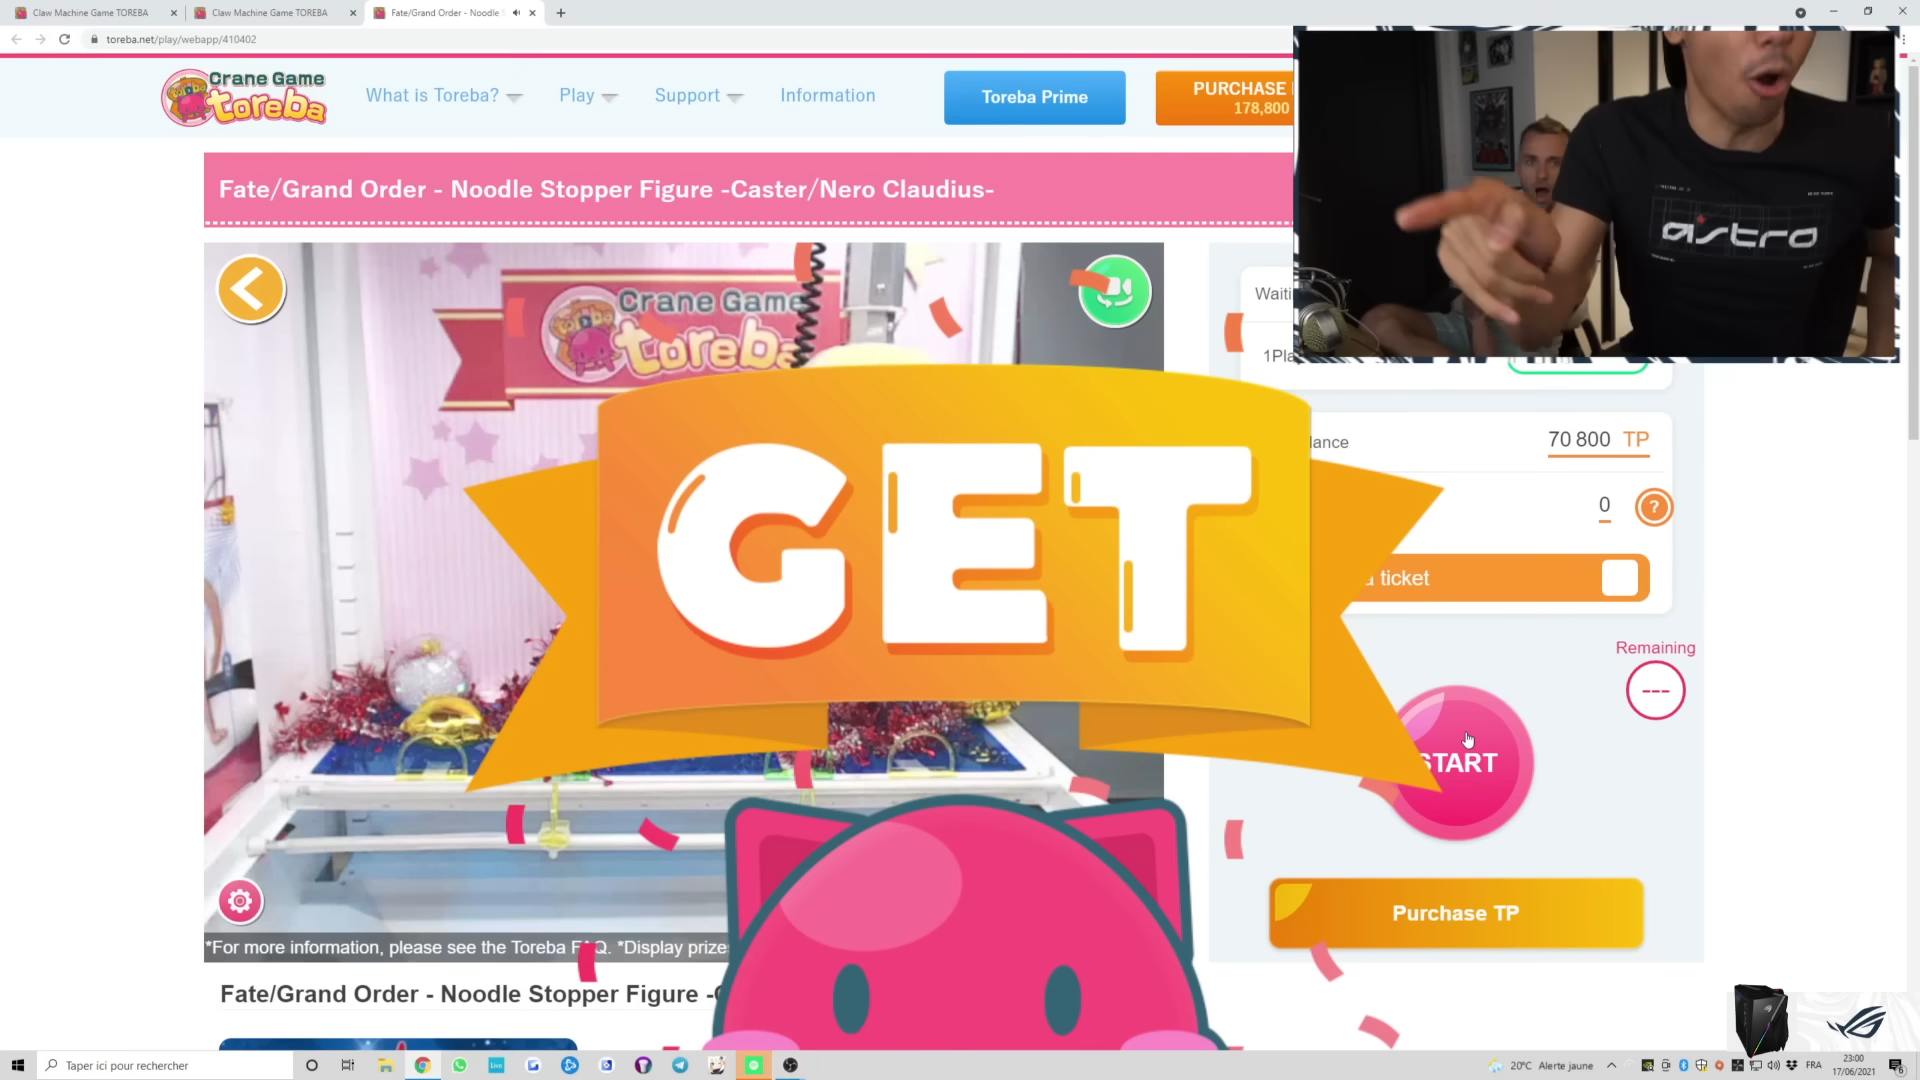 Claw Machine Game TOREBA
Claw Machine Game TOREBA
Fate/Grand Order - Noodle
toreba.net/play/webapp/410402
Crane Game
toreba
What is Toreba?
Play
Support
Information
Toreba Prime
PURCHASE
178,800
Fate/Grand Order - Noodle Stopper Figure -Caster/Nero Claudius-
Crane Game
toreba
astro
Waiti
1Pla
lance
70 800 TP
0
?
ticket
GET
Remaining
---
START
Purchase TP
*For more information, please see the Toreba FAQ. *Display prize
Fate/Grand Order - Noodle Stopper Figure -
Taper ici pour rechercher
Live
20°C Alerte jaune
FRA
23:00
17/06/2021